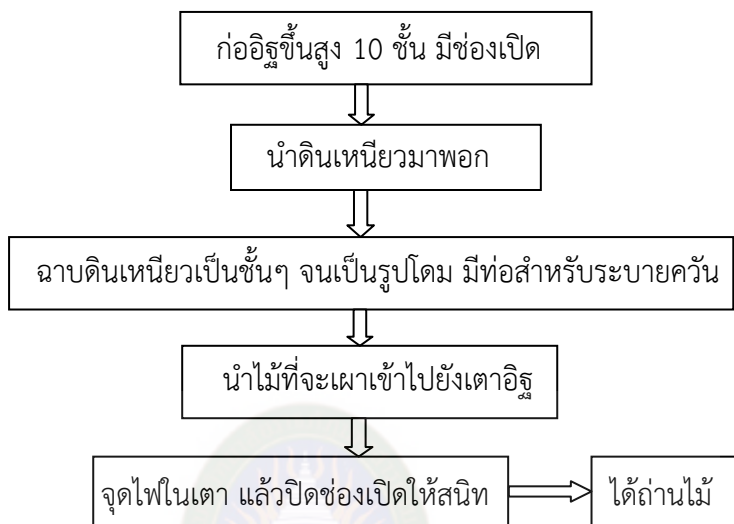 ก่ออิฐขึ้นสูง 10 ชั้น มีช่องเปิด
นำดินเหนียวมาพอก
ฉาบดินเหนียวเป็นชั้นๆ จนเป็นรูปโดม มีท่อสำหรับระบายควัน
นำไม้ที่จะเผาเข้าไปยังเตาอิฐ
จุดไฟในเตา แล้วปิดช่องเปิดให้สนิท
ได้ถ่านไม้